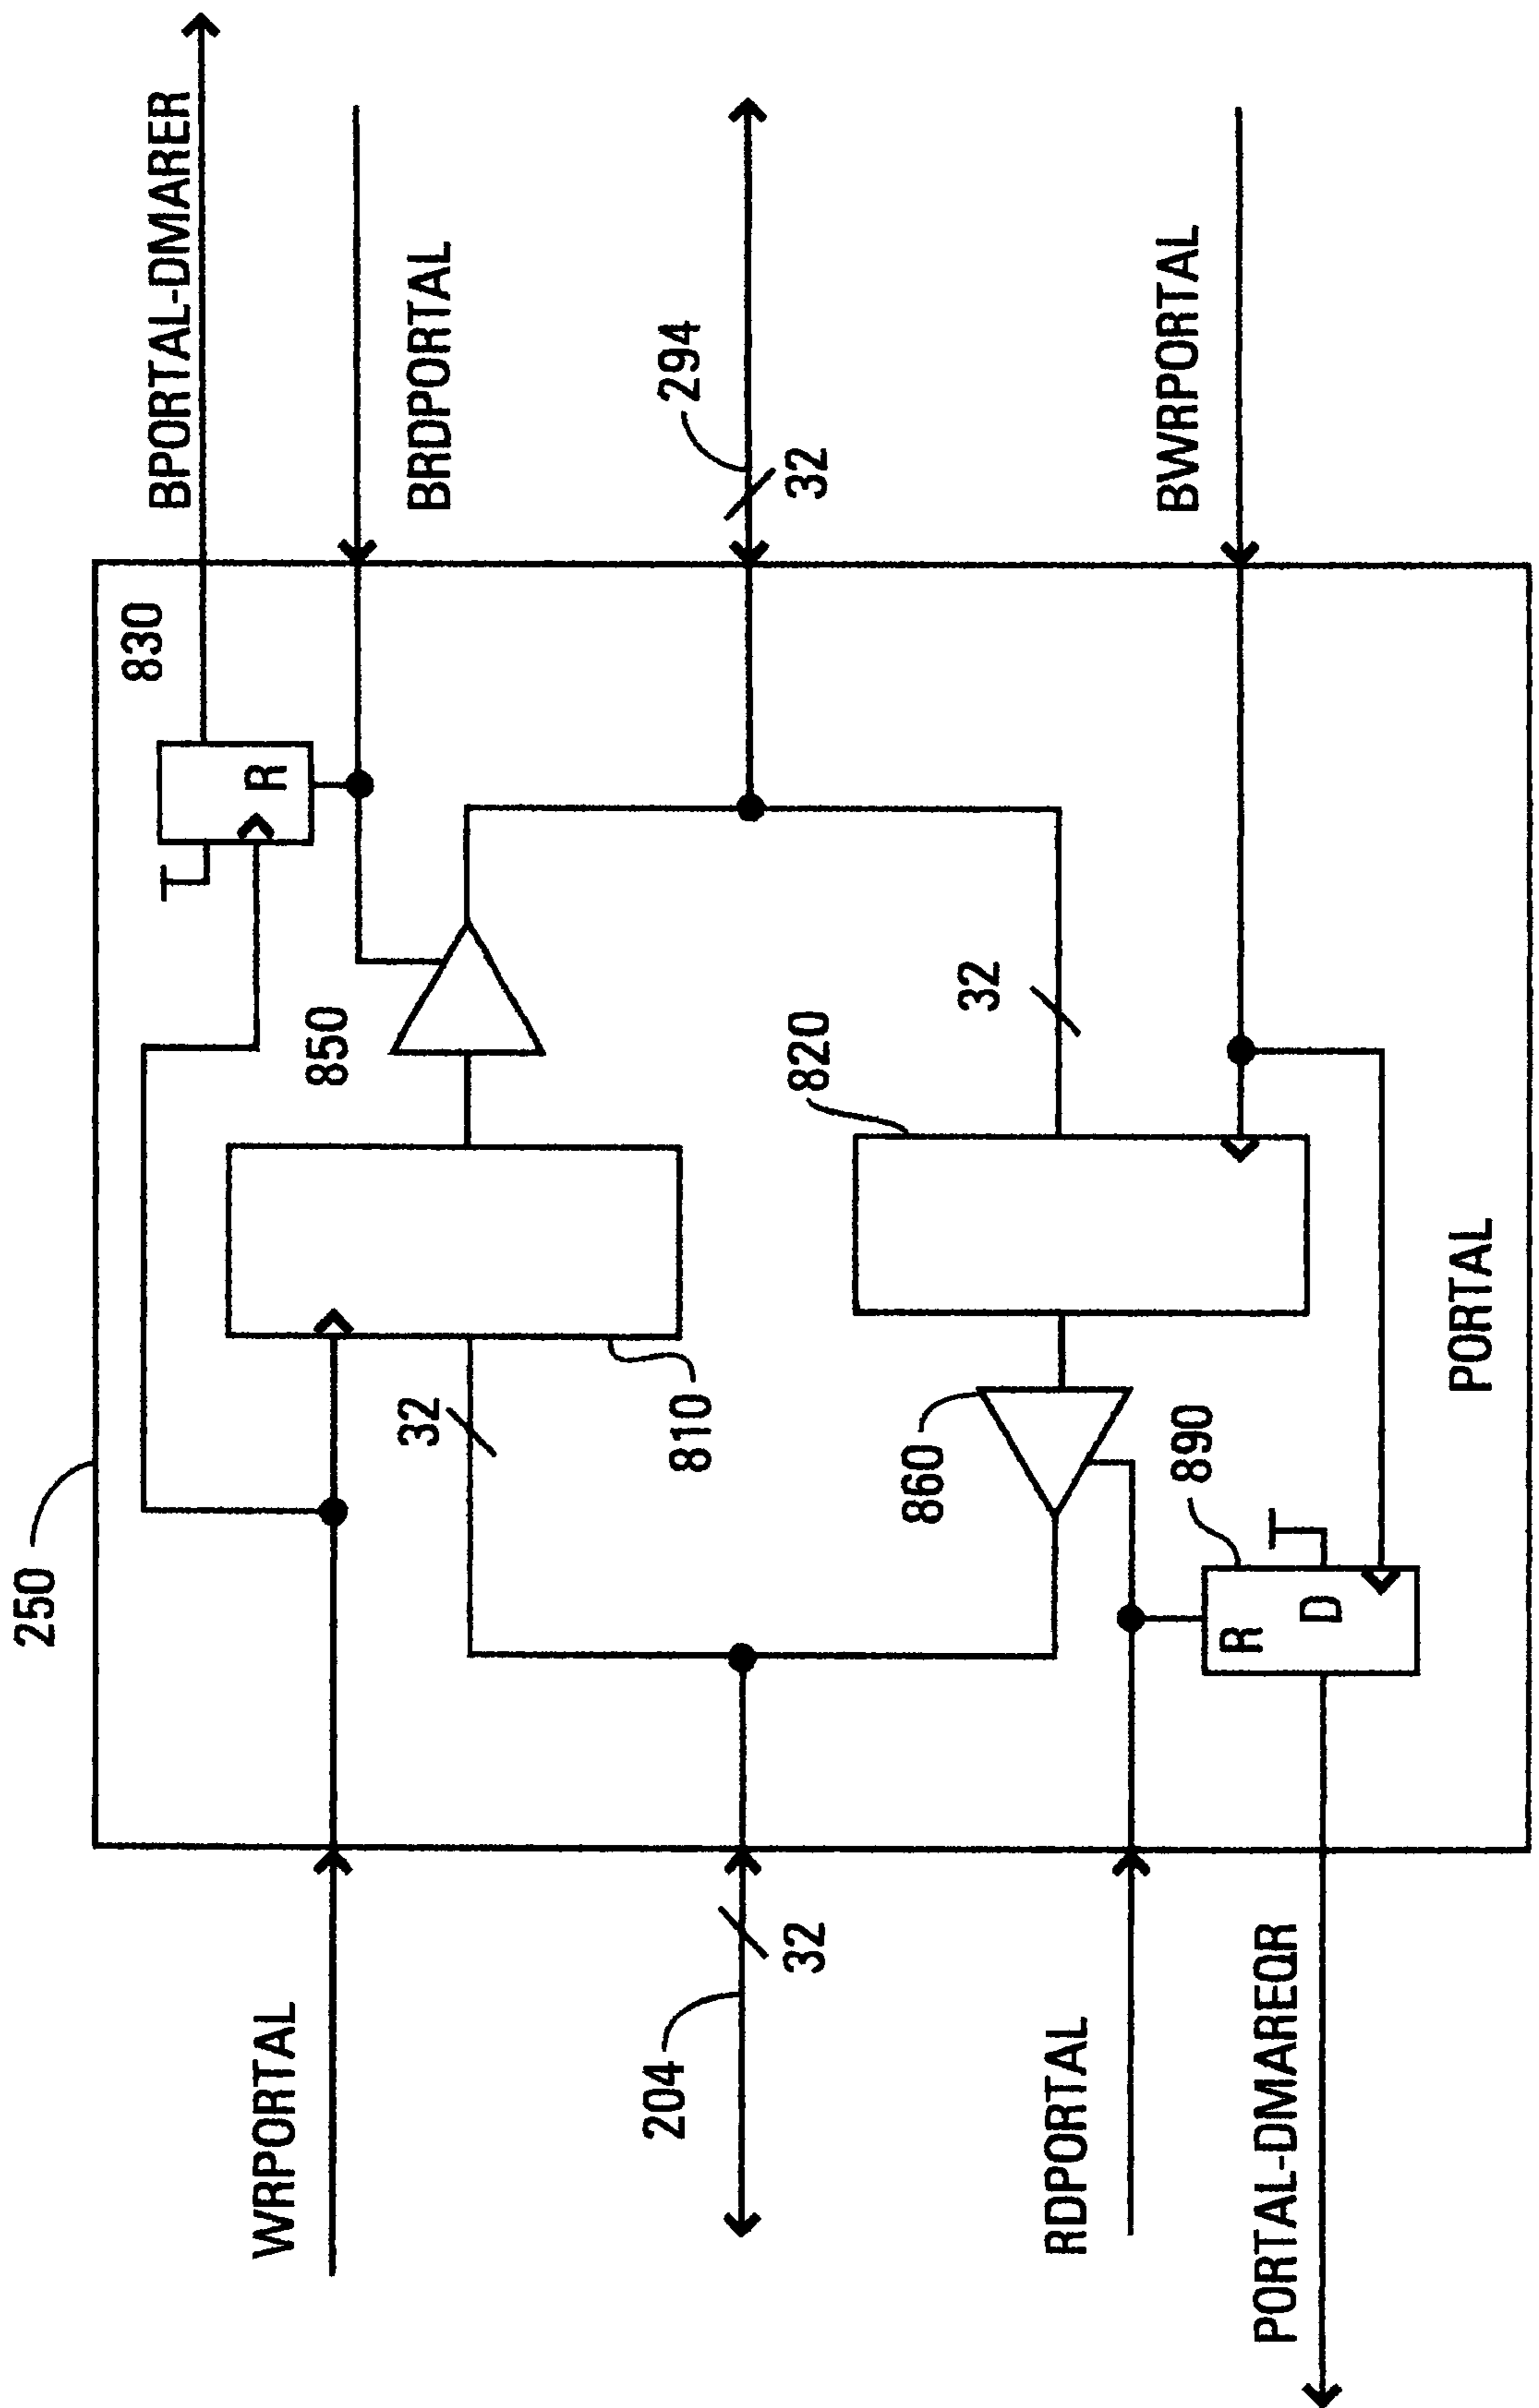 250
830
BPORTAL-DMARER
WRPORTAL
850
BRDPORTAL
32
R
810
204
32
294
32
820
32
860
RDPORTAL
BWRPORTAL
890
R
D
PORTAL-DMAREQR
PORTAL